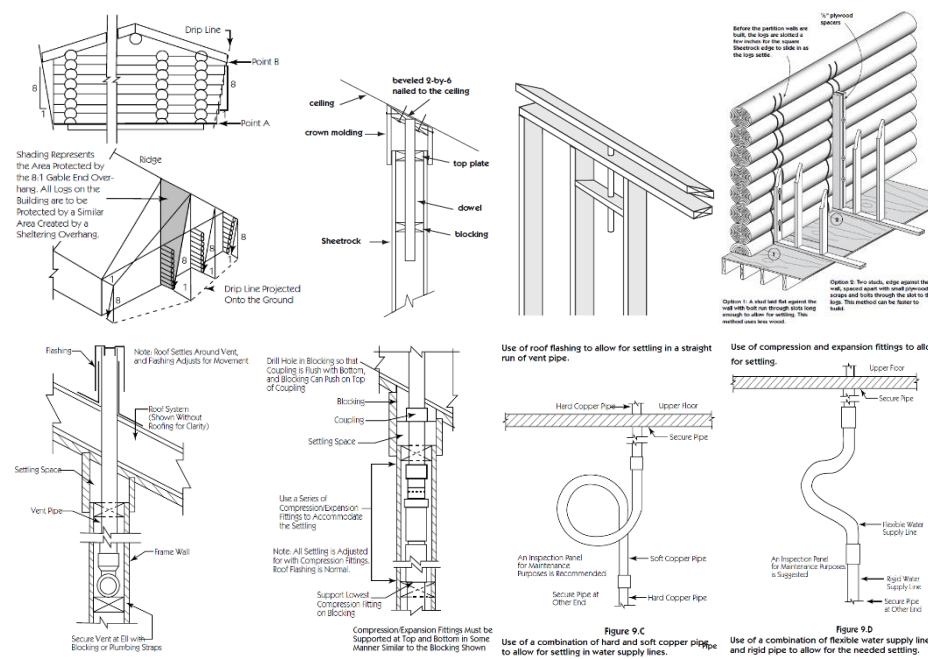 Drip Line
Point B
8
8
1
1
Point A
Shading Represents
the Area Protected by
the 8:1 Gable End Over-
hang. All Logs on the
Building are to be
Protected by a Similar
Area Created by a
Sheltering Overhang.
Ridge
8
8
8
1
1
1
1
8
Drip Line Projected
Onto the Ground
beveled 2-by-6
nailed to the ceiling
ceiling
crown molding
top plate
dowel
blocking
Sheetrock
Before the partition walls are
built, the logs are slotted a
few inches for the square
Sheetrock edge to slide in as
the logs settle.
½" plywood
spacers
1
2
Option 1: A stud laid flat against the
wall with bolt run through slots long
enough to allow for settling. This
method uses less wood.
Option 2: Two studs, edge against the
wall, spaced apart with small plywood
scraps and bolts through the slot to the
logs. This method can be faster to
build.
Flashing
Note: Roof Settles Around Vent,
and Flashing Adjusts for Movement
Roof System
(Shown Without
Roofing for Clarity)
Settling Space
Vent Pipe
Frame Wall
Secure Vent at Ell with
Blocking or Plumbing Straps
Drill Hole in Blocking so that
Coupling is Flush with Bottom,
and Blocking Can Push on Top
of Coupling
Blocking
Coupling
Settling Space
Use a Series of
Compression/Expansion
Fittings to Accommodate
the Settling
Note: All Settling is Adjusted
for with Compression Fittings.
Roof Flashing is Normal.
Support Lowest
Compression Fitting
on Blocking
Compression/Expansion Fittings Must be
Supported at Top and Bottom in Some
Manner Similar to the Blocking Shown
Use of roof flashing to allow for settling in a straight
run of vent pipe.
Hard Copper Pipe
Upper Floor
Secure Pipe
An Inspection Panel
for Maintenance
Purposes is Recommended
Soft Copper Pipe
Secure Pipe at
Other End
Hard Copper Pipe
Figure 9.C
Use of a combination of hard and soft copper pipe
Pipe
to allow for settling in water supply lines.
Use of compression and expansion fittings to allo
for settling.
Upper Floor
Secure Pipe
Flexible Water
Supply Line
An Inspection Panel
for Maintenance Purposes
is Suggested
Rigid Water
Supply Line
Secure Pipe
at Other End
Figure 9.D
Use of a combination of flexible water supply line
and rigid pipe to allow for the needed settling.